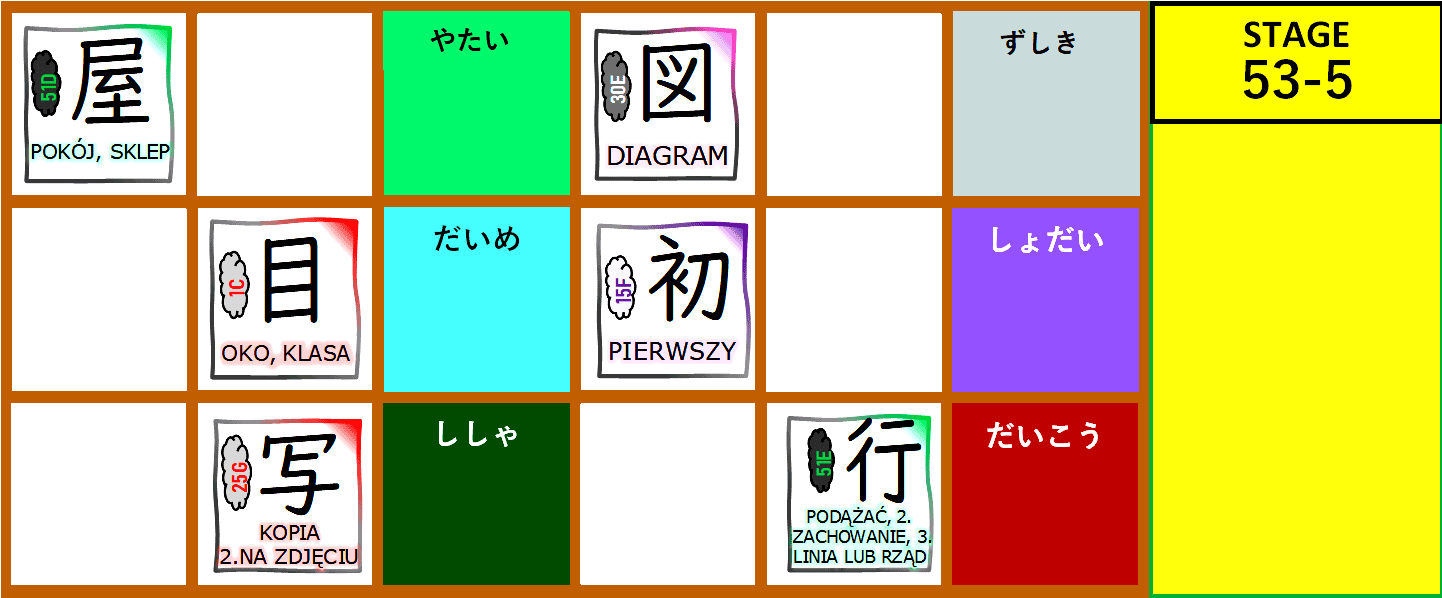 51D
屋
POKÓJ, SKLEP
やたい
30E
図
DIAGRAM
ずしき
STAGE
53-5
1C
目
OKO, KLASA
だいめ
15F
初
PIERWSZY
しょだい
25G
写
KOPIA
2.NA ZDJĘCIU
ししゃ
51E
行
PODĄŻAĆ, 2.
ZACHOWANIE, 3.
LINIA LUB RZĄD
だいこう